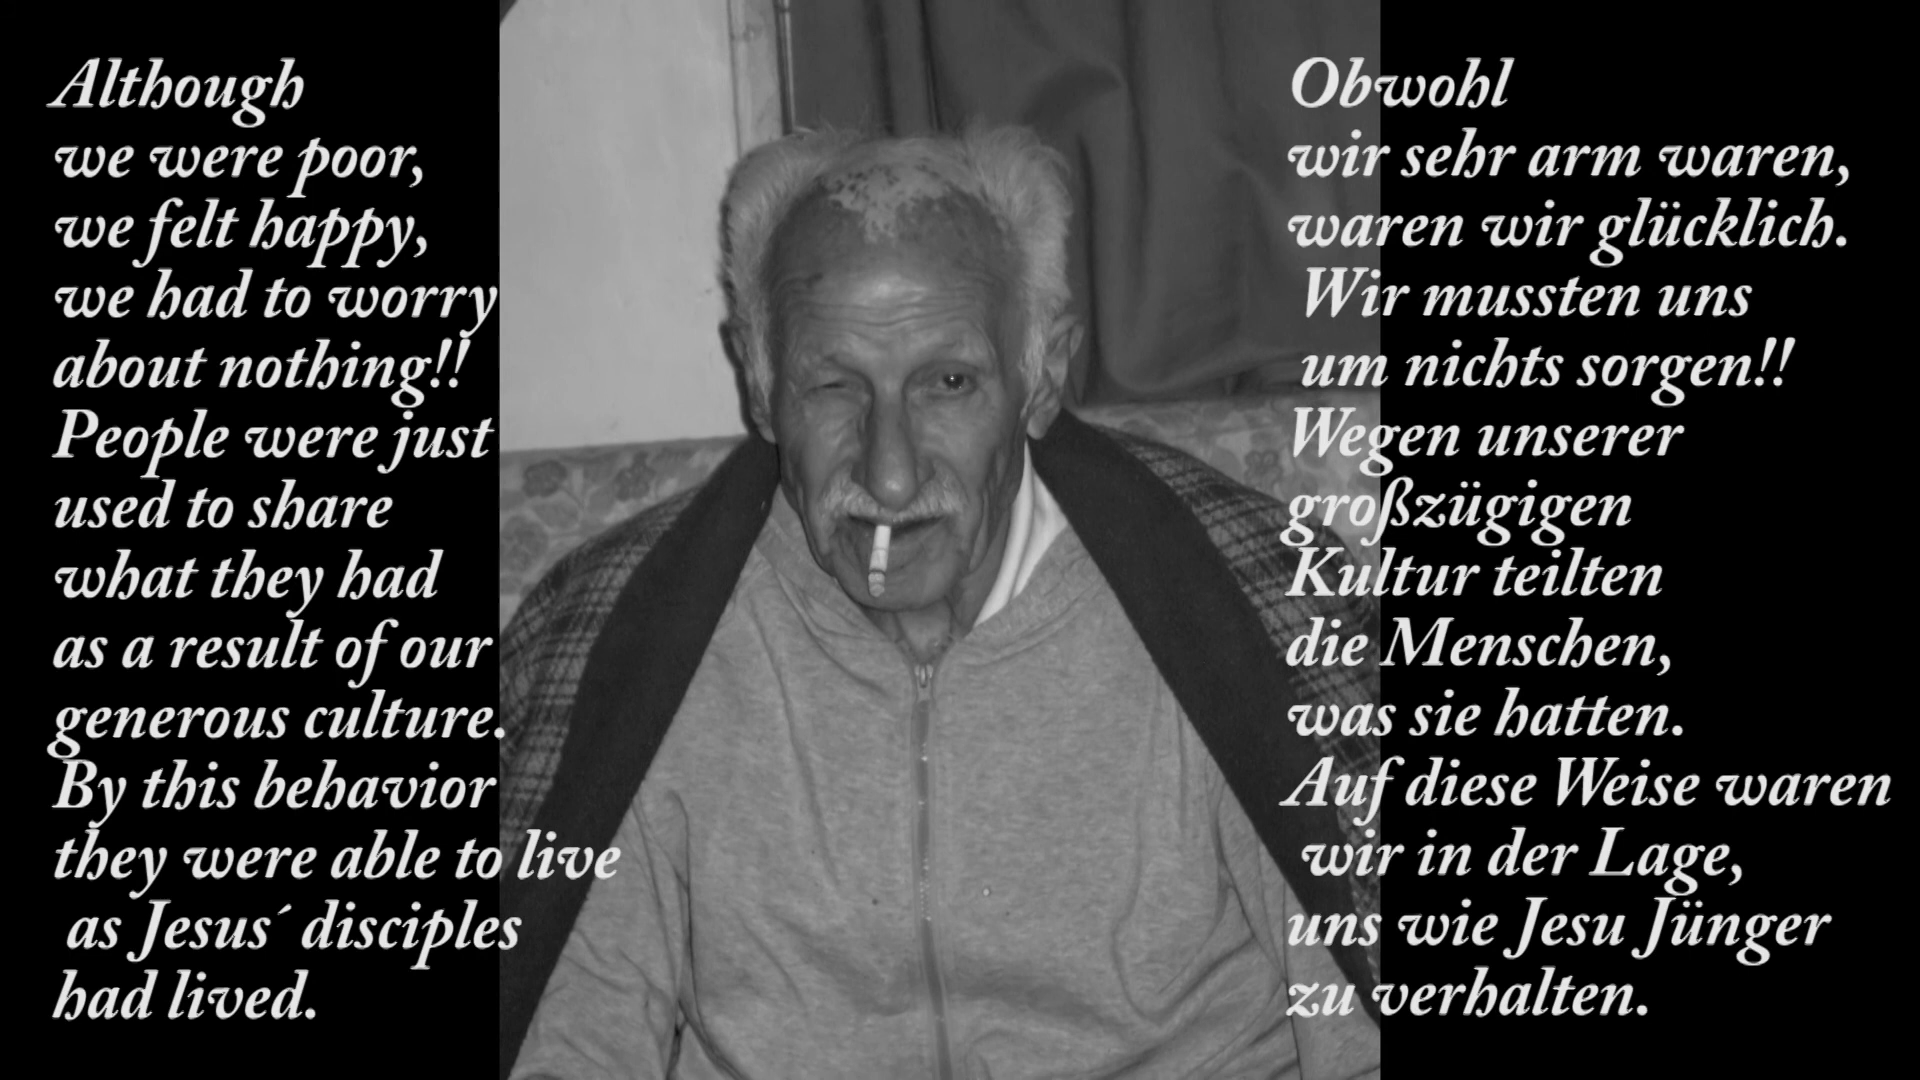 Although
we were poor,
we felt happy,
we had to worry
about nothing!!
People were just
used to share
what they had
as a result of our
generous culture.
By this behavior
they were able to live
as Jesus´ disciples
had lived.
Obwohl
wir sehr arm waren,
waren wir glücklich.
Wir mussten uns
um nichts sorgen!!
Wegen unserer
großzügigen
Kultur teilten
die Menschen,
was sie hatten.
Auf diese Weise waren
wir in der Lage,
uns wie Jesu Jünger
zu verhalten.